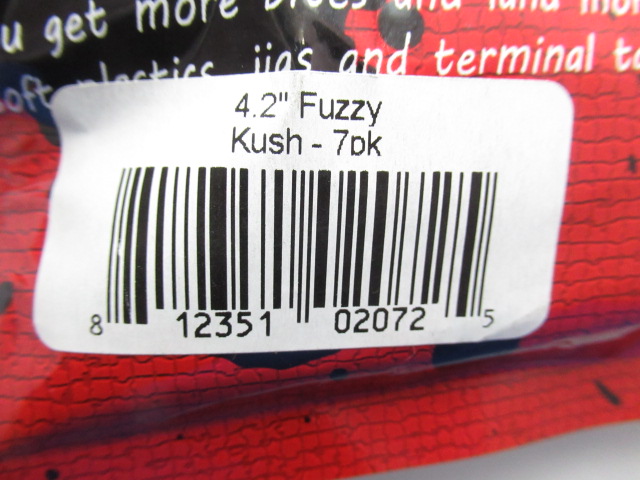 u get more bites and land mor
soft plastics, jigs and terminal ta
4.2" Fuzzy
Kush - 7pk
8 12351 02072 5